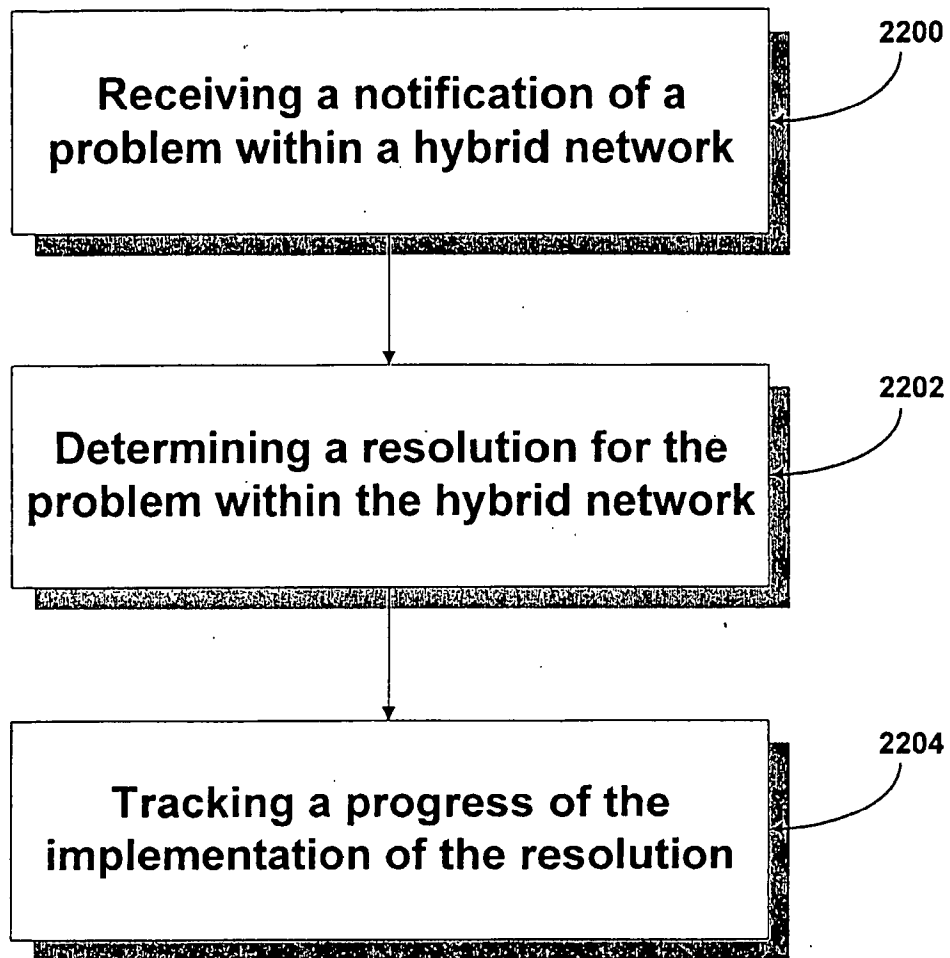 2200
Receiving a notification of a
problem within a hybrid network
2202
Determining a resolution for the
problem within the hybrid network
2204
Tracking a progress of the
implementation of the resolution